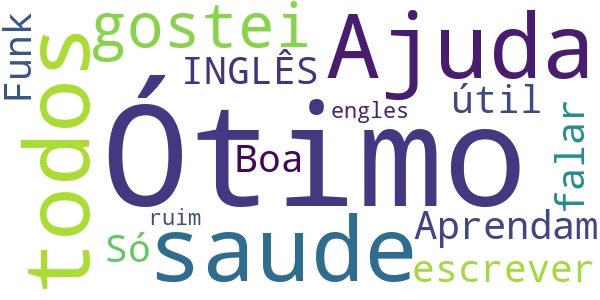 Funk
gostei
Ajuda
INGLÊS
útil
engles
todos
Ótimo
Boa
falar
ruim
Só
saude
Aprendam
escrever